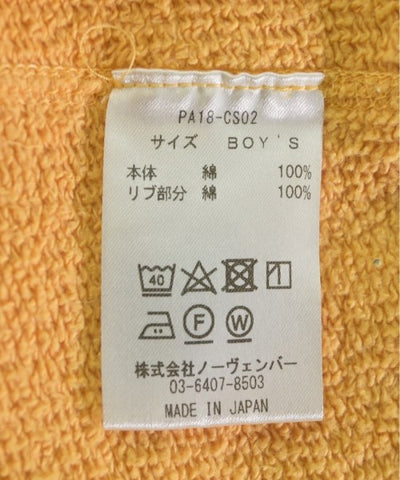 PA18-CS02
サイズ BOY'S
本体 綿 100%
リブ部分 綿 100%
40
F W
株式会社ノーヴェンバー
03-6407-8503
MADE IN JAPAN